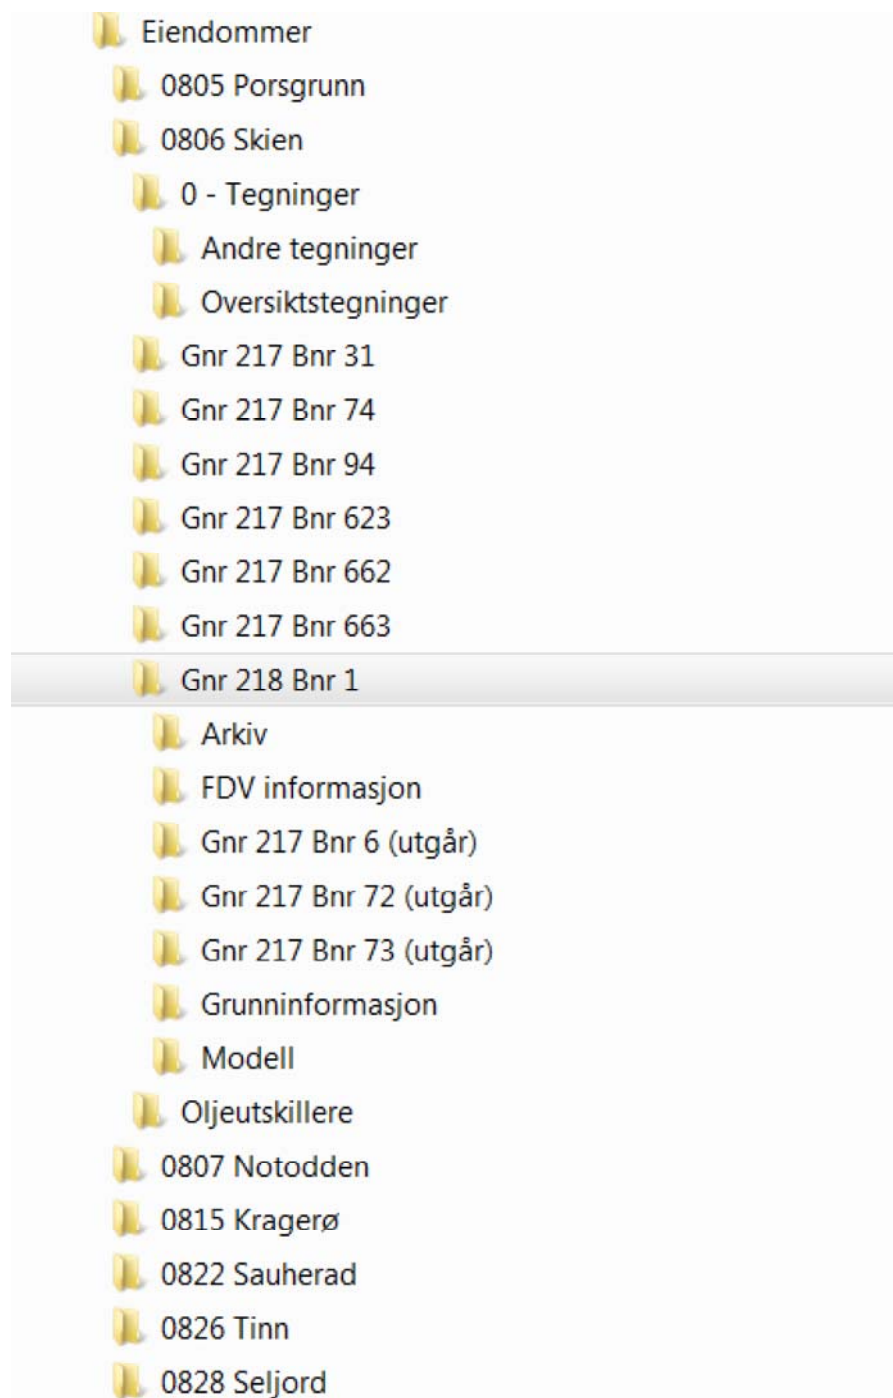 Eiendommer
0805 Porsgrunn
0806 Skien
0 - Tegninger
Andre tegninger
Oversiktstegninger
Gnr 217 Bnr 31
Gnr 217 Bnr 74
Gnr 217 Bnr 94
Gnr 217 Bnr 623
Gnr 217 Bnr 662
Gnr 217 Bnr 663
Gnr 218 Bnr 1
Arkiv
FDV informasjon
Gnr 217 Bnr 6 (utgår)
Gnr 217 Bnr 72 (utgår)
Gnr 217 Bnr 73 (utgår)
Grunninformasjon
Modell
Oljeutskillere
0807 Notodden
0815 Kragerø
0822 Sauherad
0826 Tinn
0828 Seljord